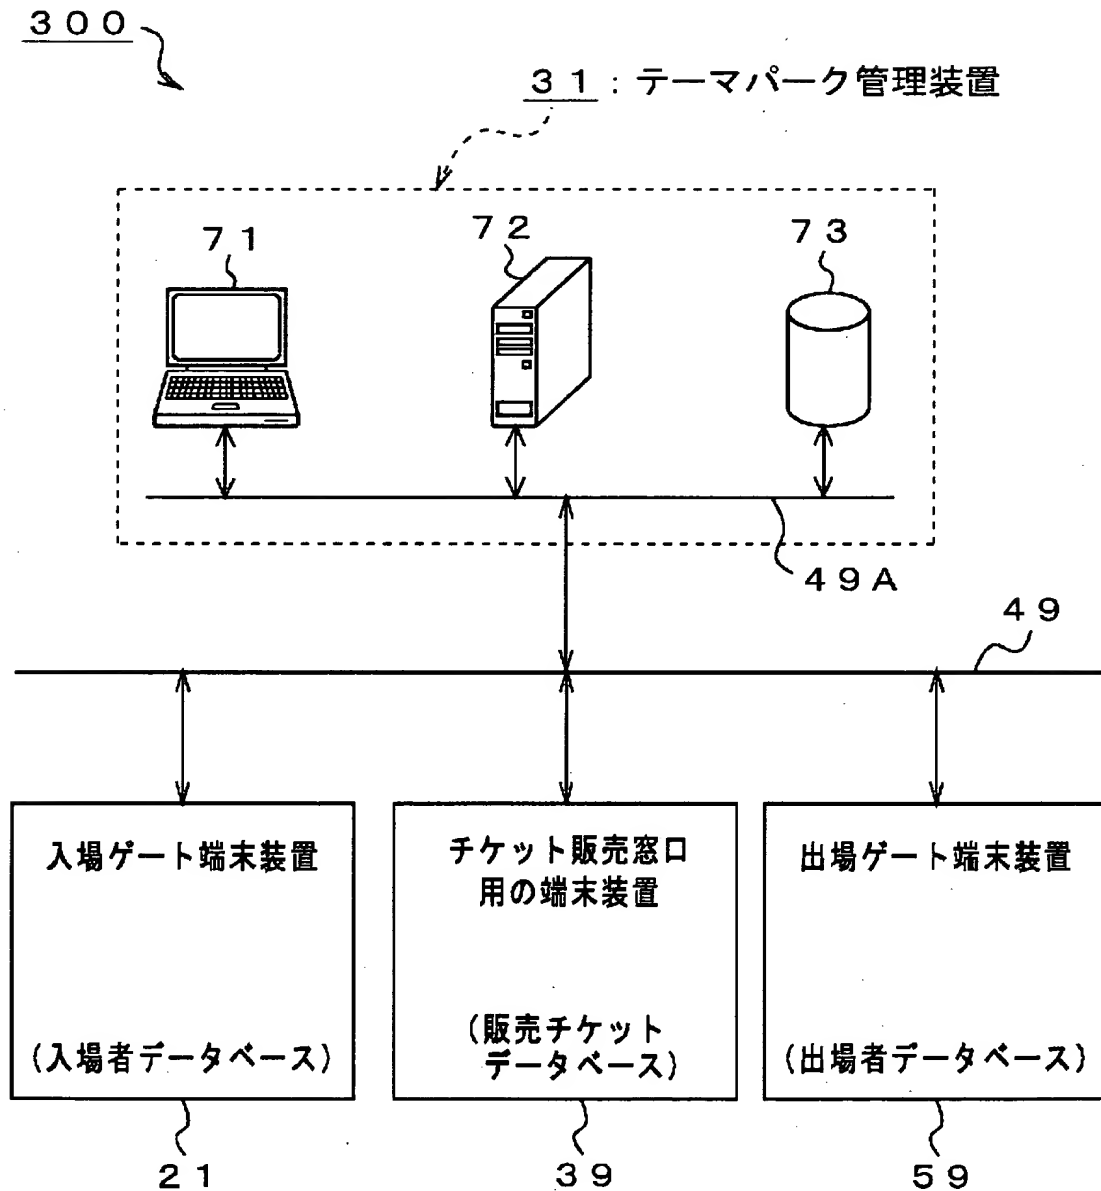 300
31：テーマパーク管理装置
71
72
73
49A
49
入場ゲート端末装置
(入場者データベース)
21
チケット販売窓口
用の端末装置
(販売チケット
データベース)
39
出場ゲート端末装置
(出場者データベース)
59